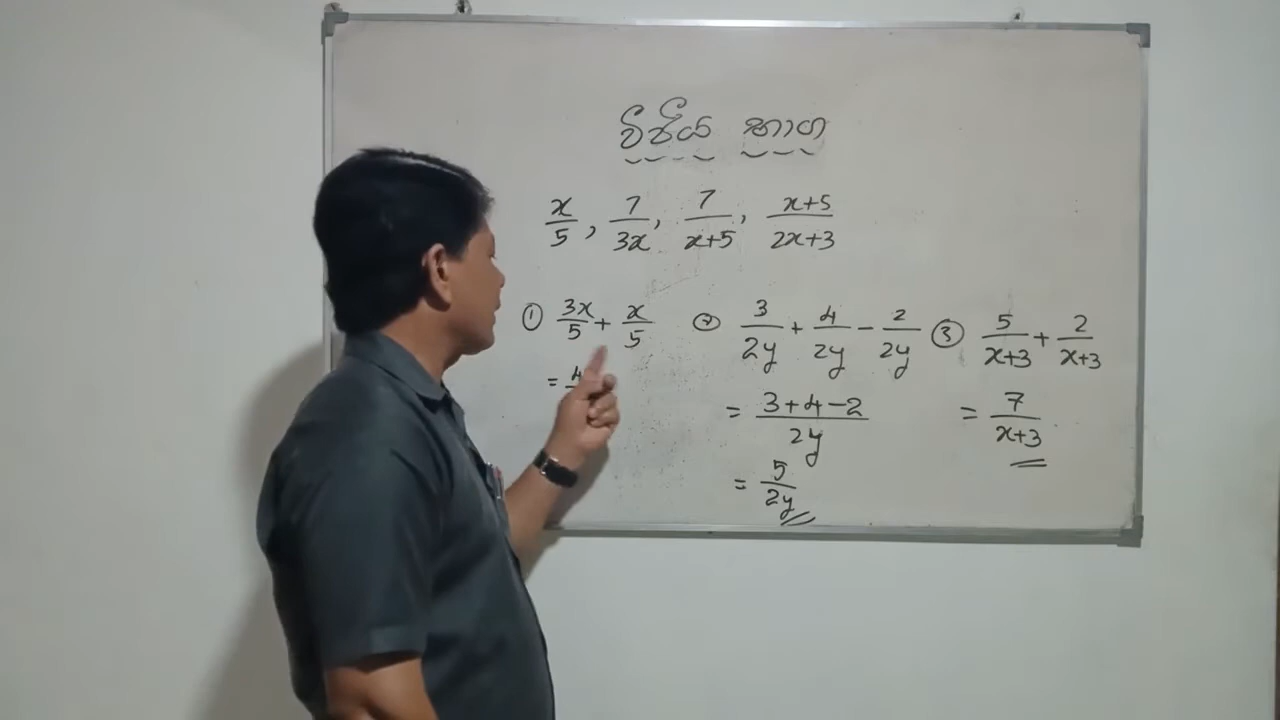 වීජීය භාග
x/5, 7/3x, 7/x+5, x+5/2x+3
① 3x/5 + x/5
= 4
② 3/2y + 4/2y − 2/2y
= 3+4−2/2y
= 5/2y
③ 5/x+3 + 2/x+3
= 7/x+3